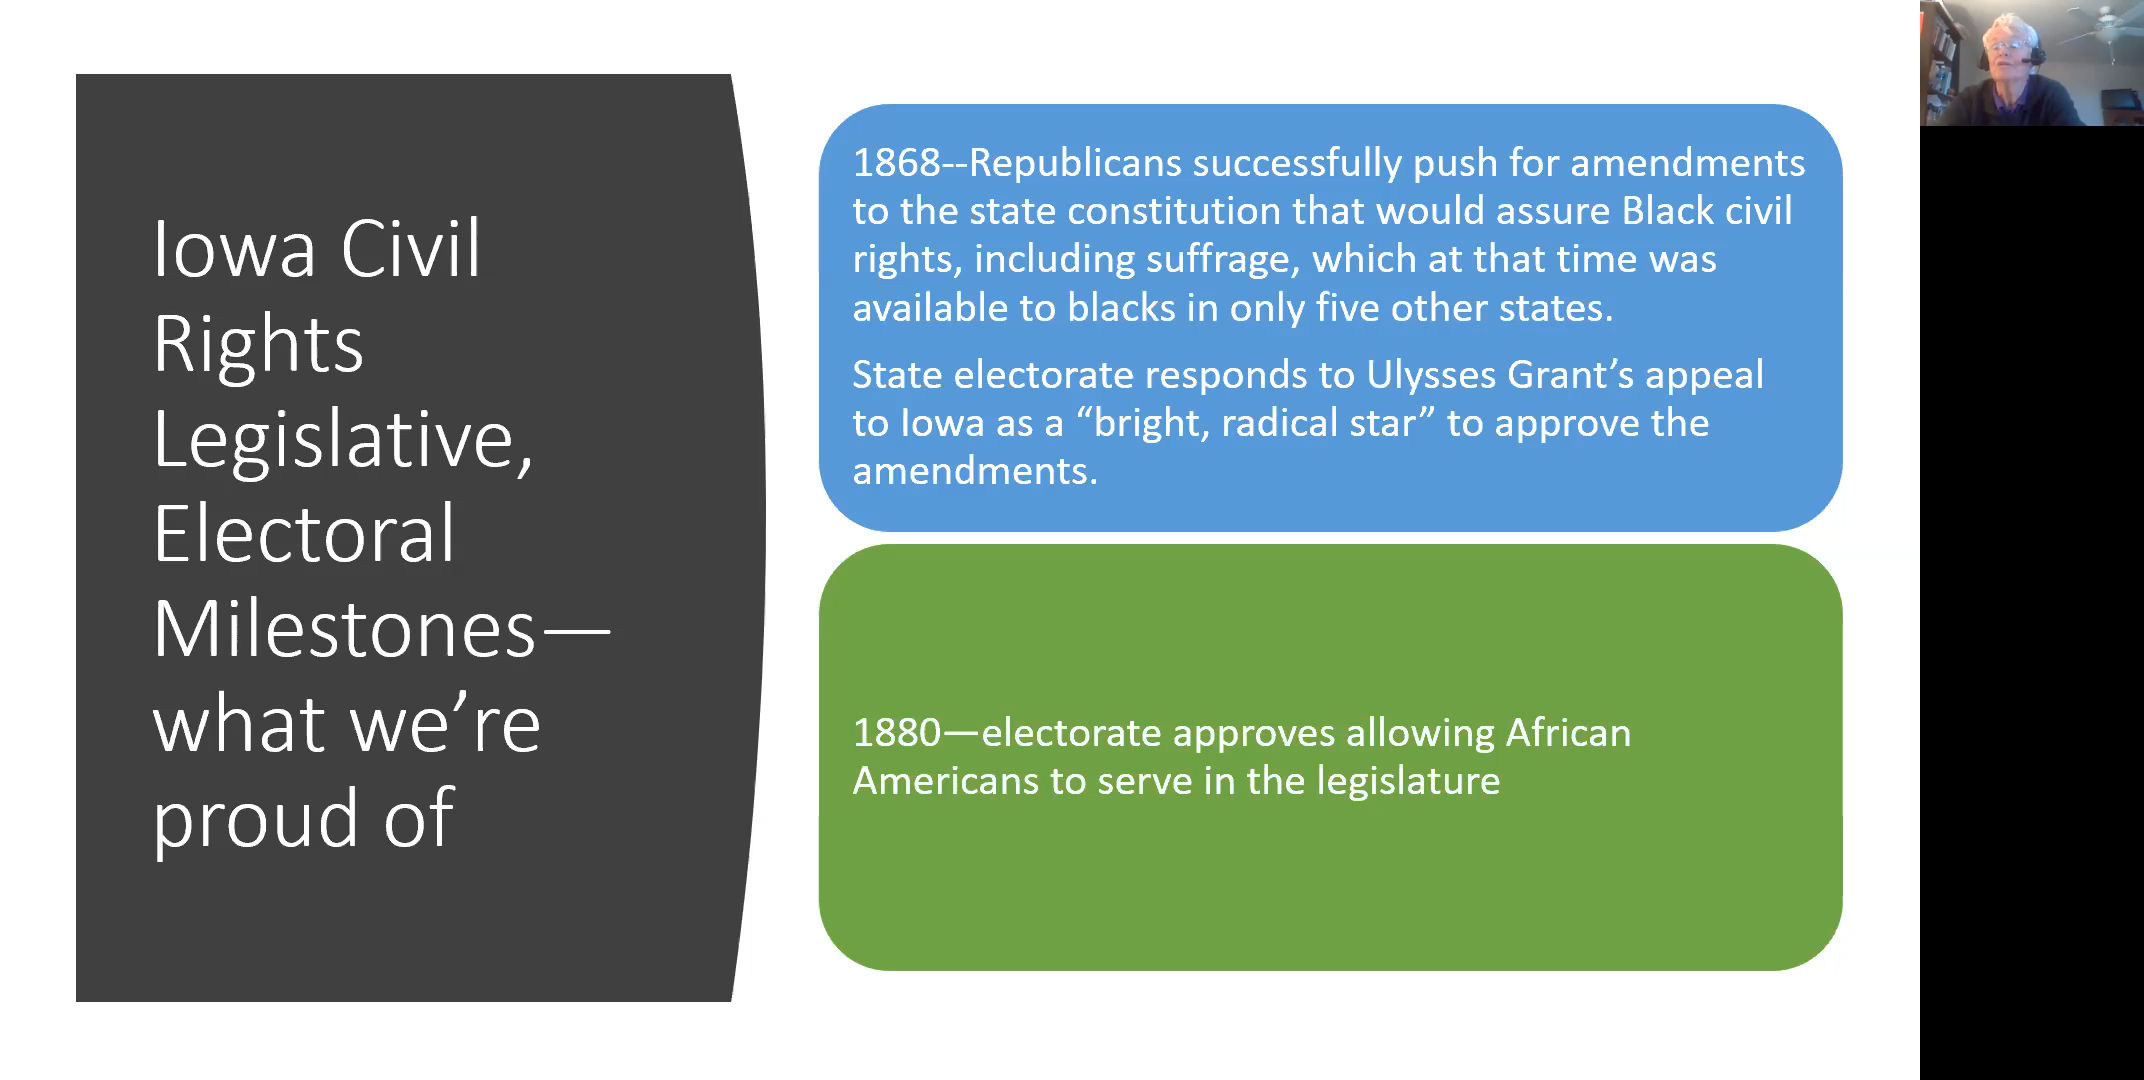 Iowa Civil
Rights
Legislative,
Electoral
Milestones—
what we’re
proud of
1868--Republicans successfully push for amendments
to the state constitution that would assure Black civil
rights, including suffrage, which at that time was
available to blacks in only five other states.
State electorate responds to Ulysses Grant’s appeal
to Iowa as a “bright, radical star” to approve the
amendments.
1880—electorate approves allowing African
Americans to serve in the legislature